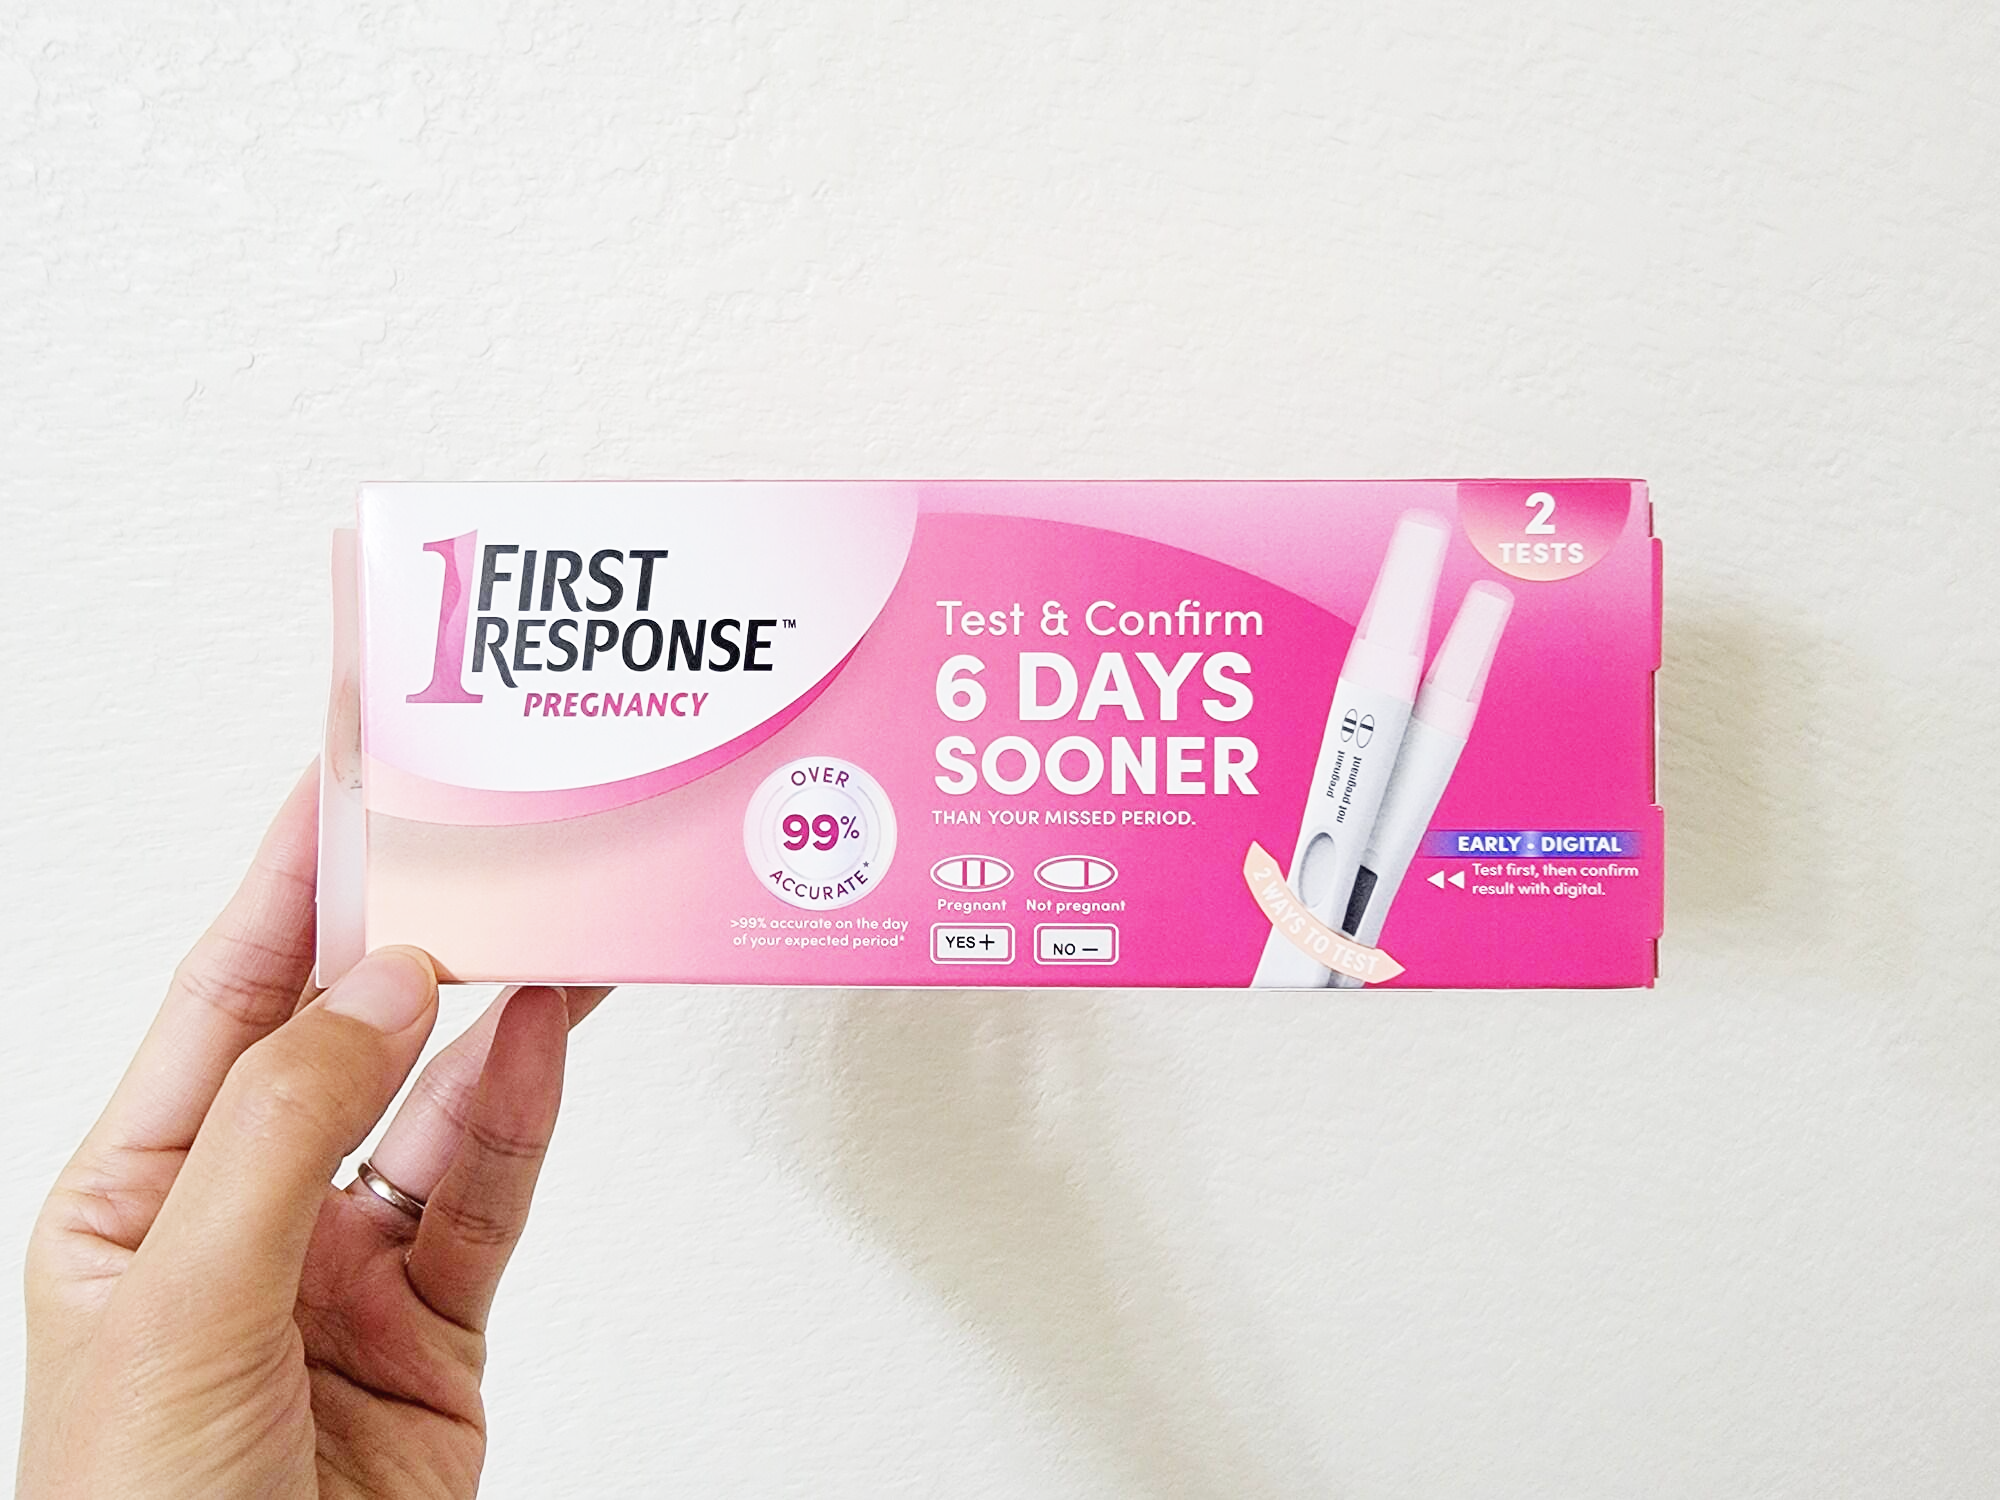 1 FIRST
RESPONSE™
PREGNANCY
OVER
99%
ACCURATE*
>99% accurate on the day
of your expected period*
Test & Confirm
6 DAYS
SOONER
THAN YOUR MISSED PERIOD.
Pregnant
Not pregnant
YES+
NO –
pregnant
not pregnant
2 WAYS TO TEST
2
TESTS
EARLY • DIGITAL
Test first, then confirm
result with digital.